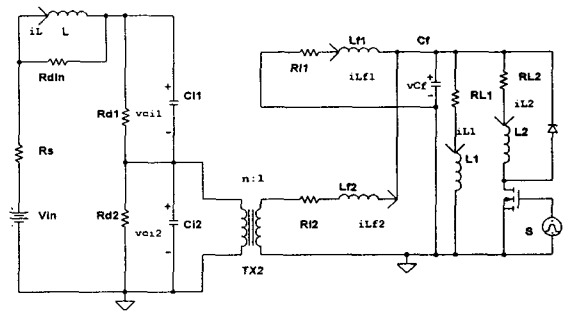 iL L
Rdin
Rs
Vin
Rd1
vci1
Ci1
Rd2
vci2
Ci2
n:1
TX2
Rl1
Lf1
iLf1
Lf2
Rl2
iLf2
Cf
vCf
RL1
iL1
L1
RL2
iL2
L2
S